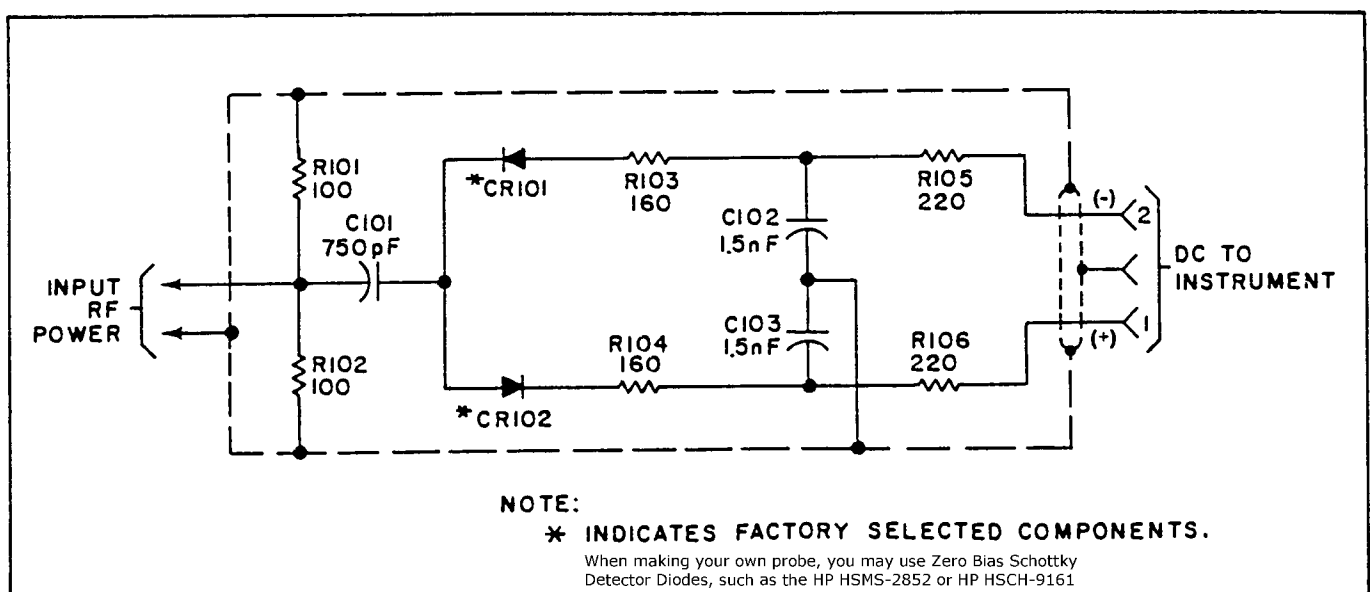 R101
100
*CR101
R103
160
R105
220
(-)
2
C101
750pF
C102
1.5nF
INPUT
RF
POWER
DC TO
INSTRUMENT
R102
100
C103
1.5nF
R104
160
R106
220
(+)
1
*CR102
NOTE:
* INDICATES FACTORY SELECTED COMPONENTS.
When making your own probe, you may use Zero Bias Schottky
Detector Diodes, such as the HP HSMS-2852 or HP HSCH-9161